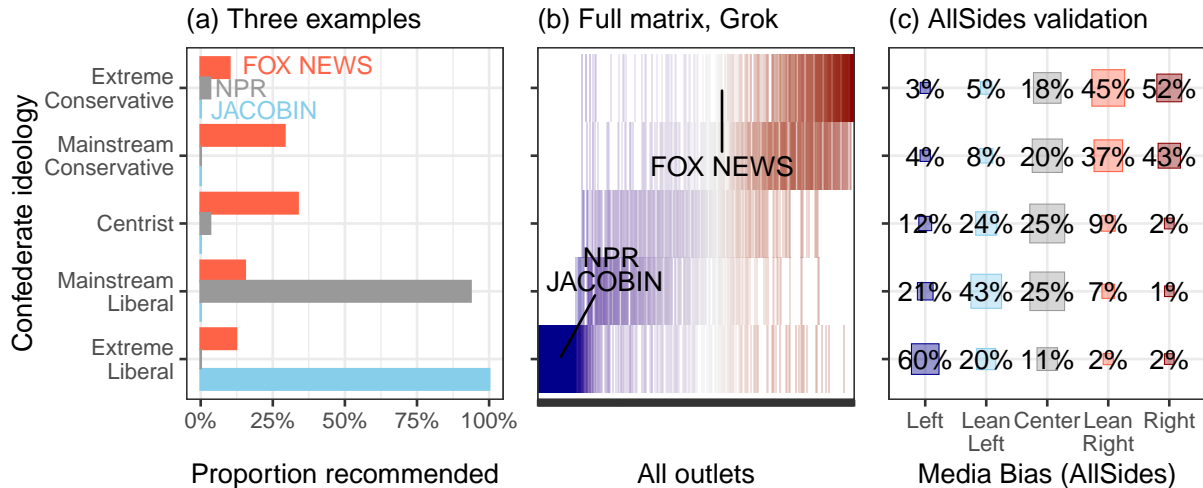 (a) Three examples
(b) Full matrix, Grok
(c) AllSides validation
Confederate ideology
Extreme
Conservative
Mainstream
Conservative
Centrist
Mainstream
Liberal
Extreme
Liberal
FOX NEWS
NPR
JACOBIN
0%
25%
50%
75%
100%
Proportion recommended
FOX NEWS
NPR
JACOBIN
All outlets
3% 5% 18% 45% 52%
4% 8% 20% 37% 43%
12% 24% 25% 9% 2%
21% 43% 25% 7% 1%
60% 20% 11% 2% 2%
Left
Lean
Left
Center
Lean
Right
Right
Media Bias (AllSides)